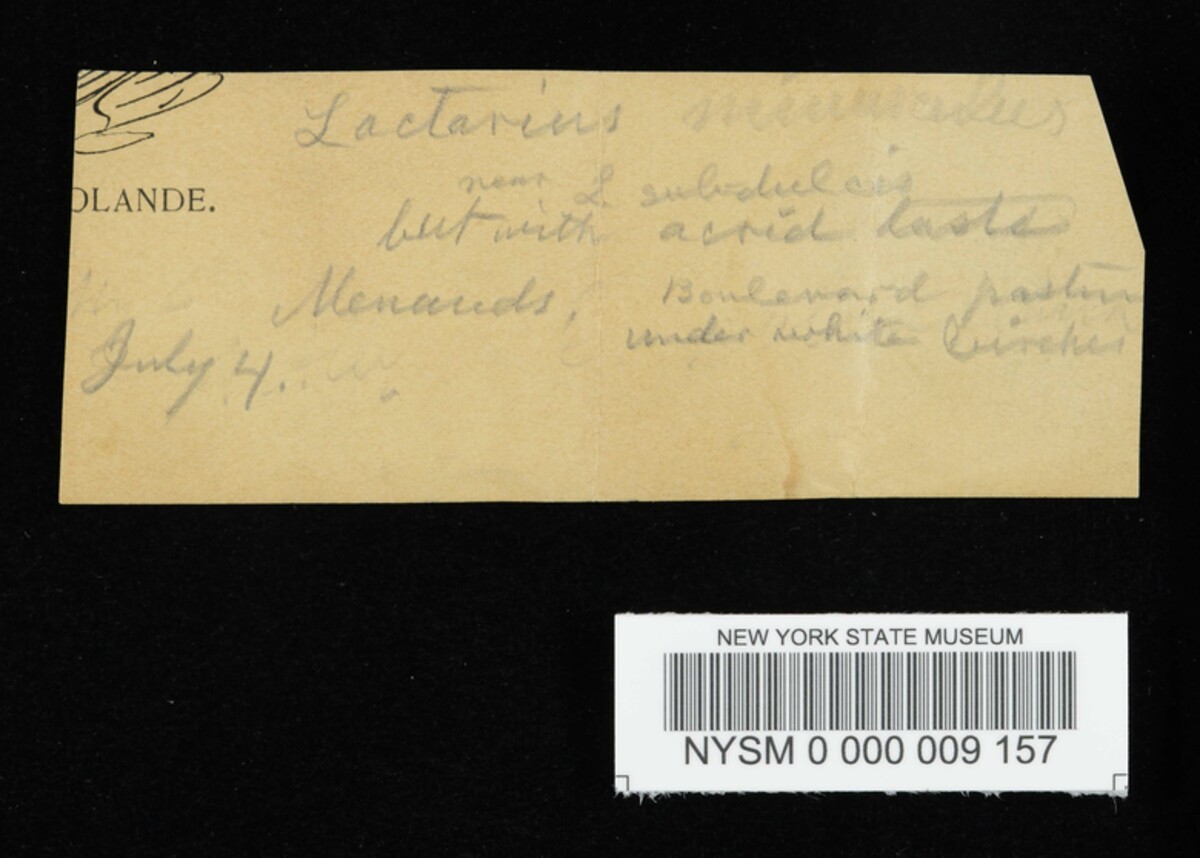 Lactarius
OLANDE.
near L. subdulcis
but with acrid taste
Menands, Boulevard pasture
under white birches
July 4.
NEW YORK STATE MUSEUM
NYSM 0 000 009 157